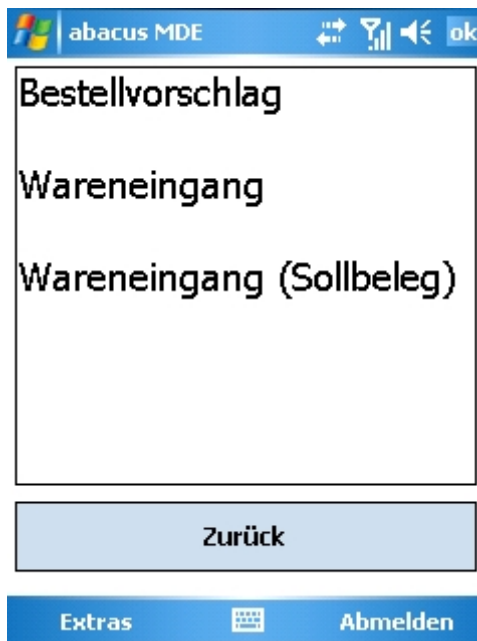 abacus MDE
ok
Bestellvorschlag
Wareneingang
Wareneingang (Sollbeleg)
Zurück
Extras
Abmelden